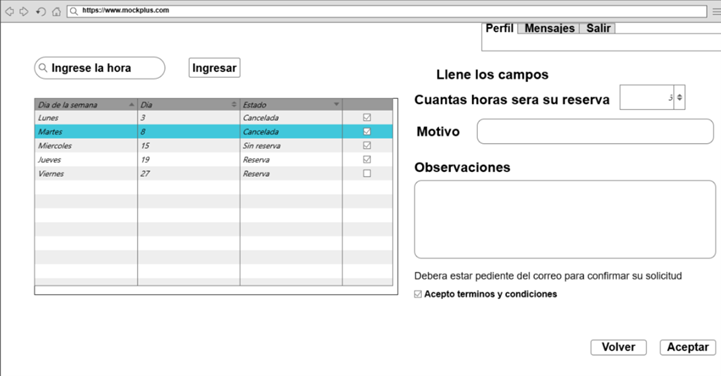 https://www.mockplus.com
Perfil Mensajes Salir
Ingrese la hora Ingresar
Llene los campos
Cuantas horas sera su reserva 3
Motivo
Observaciones
Dia de la semana Dia Estado
Lunes 3 Cancelada
Martes 8 Cancelada
Miercoles 15 Sin reserva
Jueves 19 Reserva
Viernes 27 Reserva
Debera estar pediente del correo para confirmar su solicitud
Acepto terminos y condiciones
Volver Aceptar